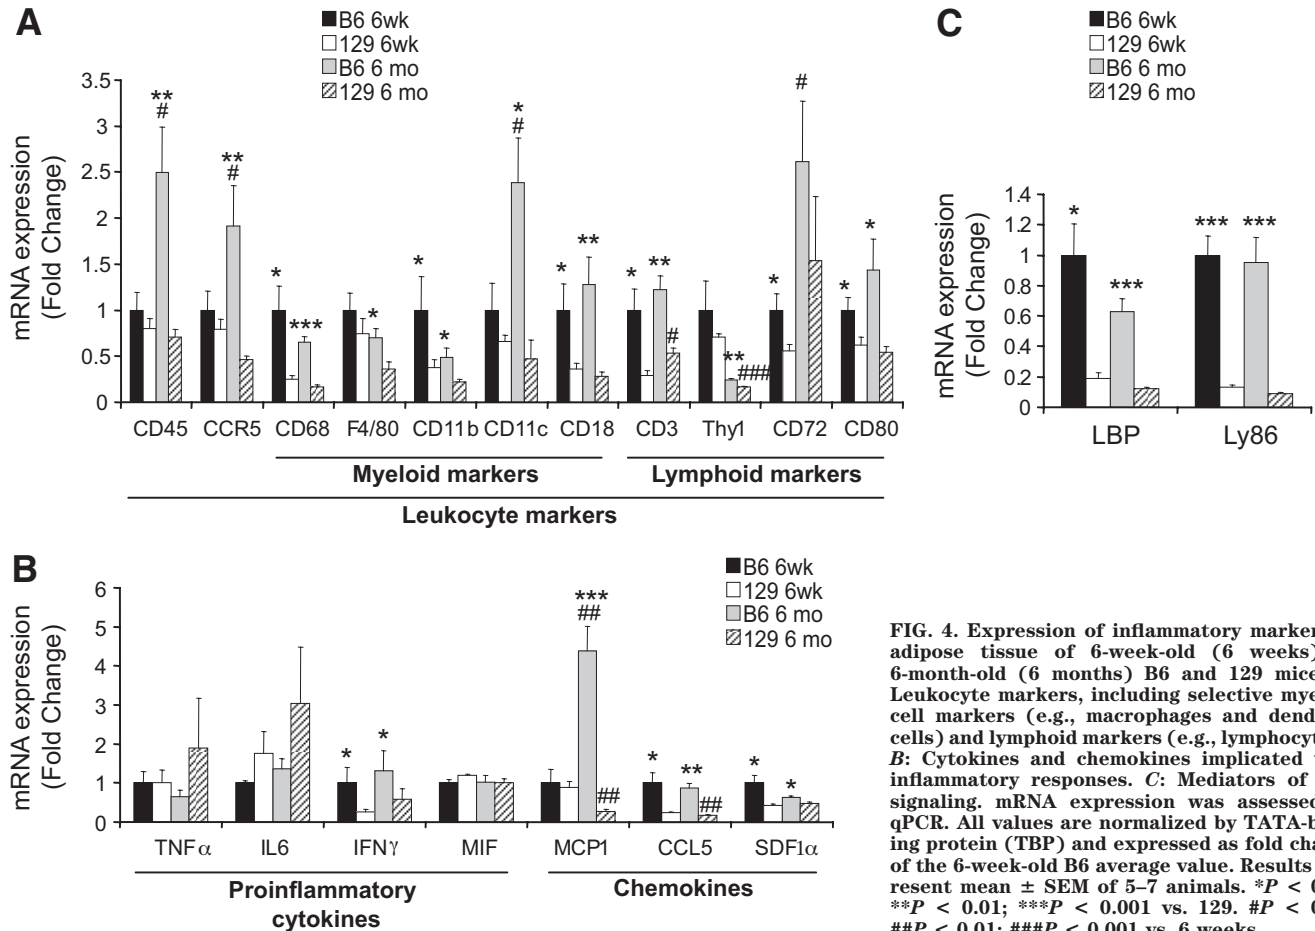 A
B6 6wk
129 6wk
B6 6 mo
129 6 mo
mRNA expression
(Fold Change)
3.5
3
2.5
2
1.5
1
0.5
0
** # ** # * *** * * * * # * ** * ** # ** ### * # * *
CD45 CCR5 CD68 F4/80 CD11b CD11c CD18 CD3 Thy1 CD72 CD80
Myeloid markers Lymphoid markers
Leukocyte markers
C
B6 6wk
129 6wk
B6 6 mo
129 6 mo
mRNA expression
(Fold Change)
1.4
1.2
1
0.8
0.6
0.4
0.2
0
* *** *** ***
LBP Ly86
B
B6 6wk
129 6wk
B6 6 mo
129 6 mo
mRNA expression
(Fold Change)
6
5
4
3
2
1
0
* * *** ## ## * ** ## * *
TNFα IL6 IFNγ MIF MCP1 CCL5 SDF1α
Proinflammatory
cytokines
Chemokines
FIG. 4. Expression of inflammatory marker
adipose tissue of 6-week-old (6 weeks)
6-month-old (6 months) B6 and 129 mice
Leukocyte markers, including selective mye
cell markers (e.g., macrophages and dend
cells) and lymphoid markers (e.g., lymphocyt
B: Cytokines and chemokines implicated
inflammatory responses. C: Mediators of
signaling. mRNA expression was assessed
qPCR. All values are normalized by TATA-b
ing protein (TBP) and expressed as fold cha
of the 6-week-old B6 average value. Results
resent mean ± SEM of 5–7 animals. *P < 0
**P < 0.01; ***P < 0.001 vs. 129. #P < 0
##P < 0.01; ###P < 0.001 vs. 6 weeks.